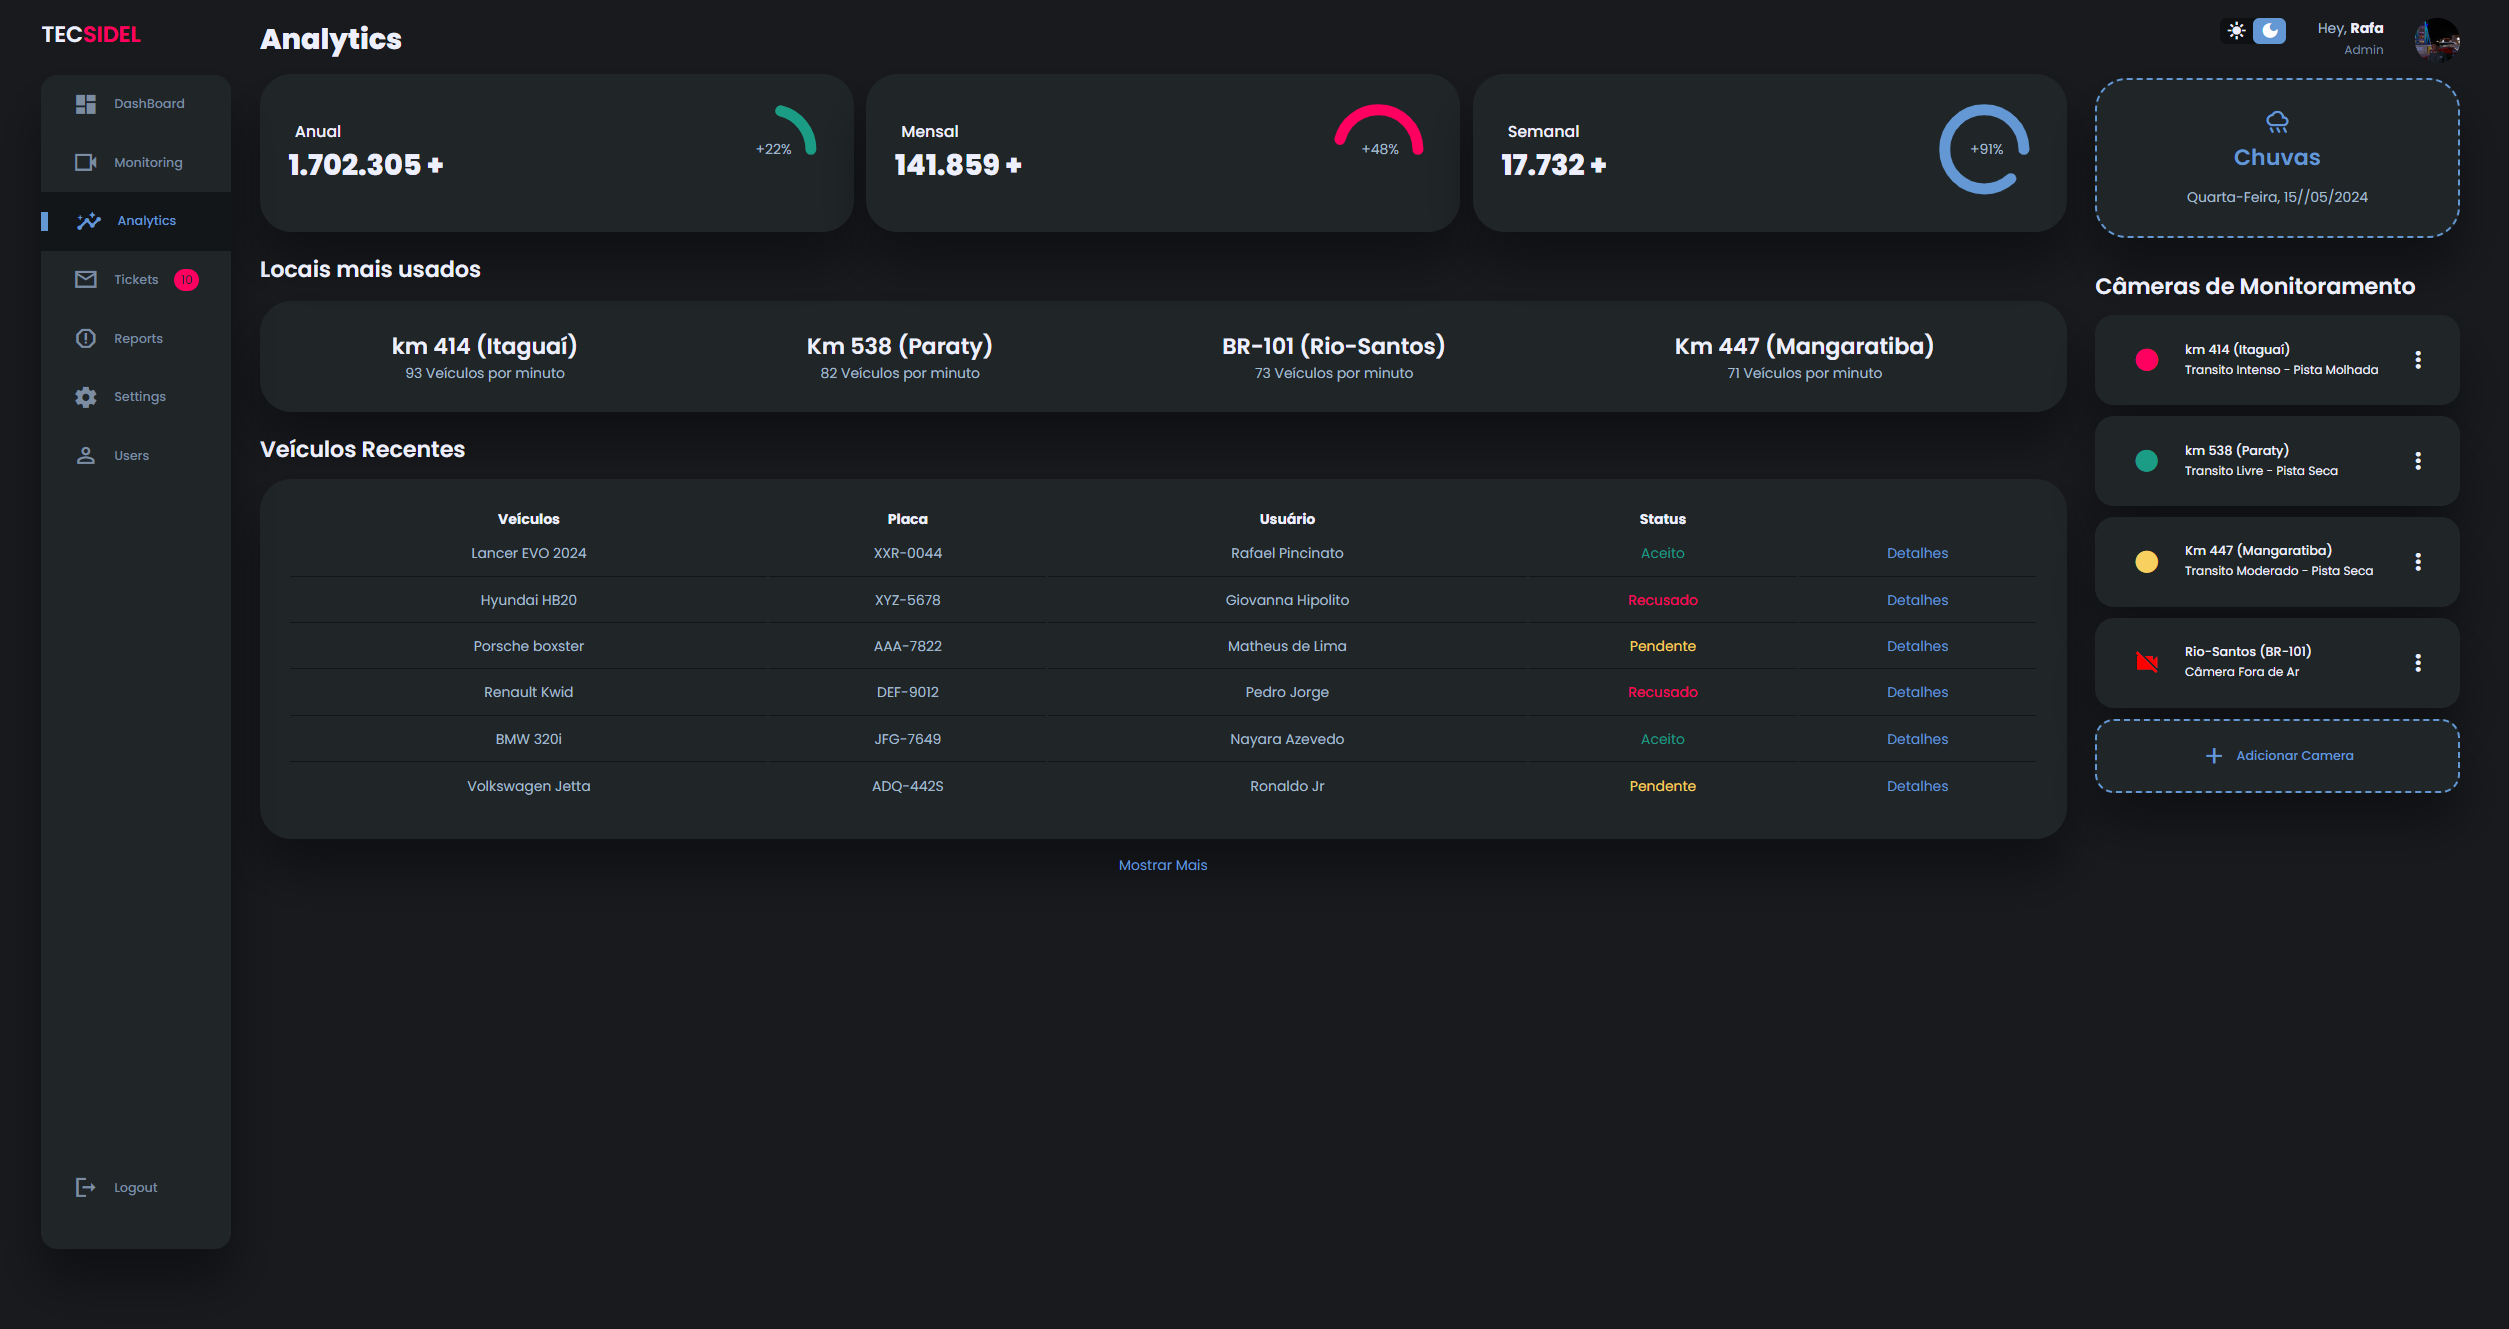 TECSIDEL
DashBoard
Monitoring
Analytics
Tickets 10
Reports
Settings
Users
Logout
Analytics
Anual
1.702.305 +
+22%
Mensal
141.859 +
+48%
Semanal
17.732 +
+91%
Locais mais usados
km 414 (Itaguaí)
93 Veículos por minuto
Km 538 (Paraty)
82 Veículos por minuto
BR-101 (Rio-Santos)
73 Veículos por minuto
Km 447 (Mangaratiba)
71 Veículos por minuto
Veículos Recentes
Veículos Placa Usuário Status
Lancer EVO 2024 XXR-0044 Rafael Pincinato Aceito Detalhes
Hyundai HB20 XYZ-5678 Giovanna Hipolito Recusado Detalhes
Porsche boxster AAA-7822 Matheus de Lima Pendente Detalhes
Renault Kwid DEF-9012 Pedro Jorge Recusado Detalhes
BMW 320i JFG-7649 Nayara Azevedo Aceito Detalhes
Volkswagen Jetta ADQ-442S Ronaldo Jr Pendente Detalhes
Mostrar Mais
Hey, Rafa
Admin
Chuvas
Quarta-Feira, 15//05/2024
Câmeras de Monitoramento
km 414 (Itaguaí)
Transito Intenso - Pista Molhada
km 538 (Paraty)
Transito Livre - Pista Seca
Km 447 (Mangaratiba)
Transito Moderado - Pista Seca
Rio-Santos (BR-101)
Câmera Fora de Ar
Adicionar Camera